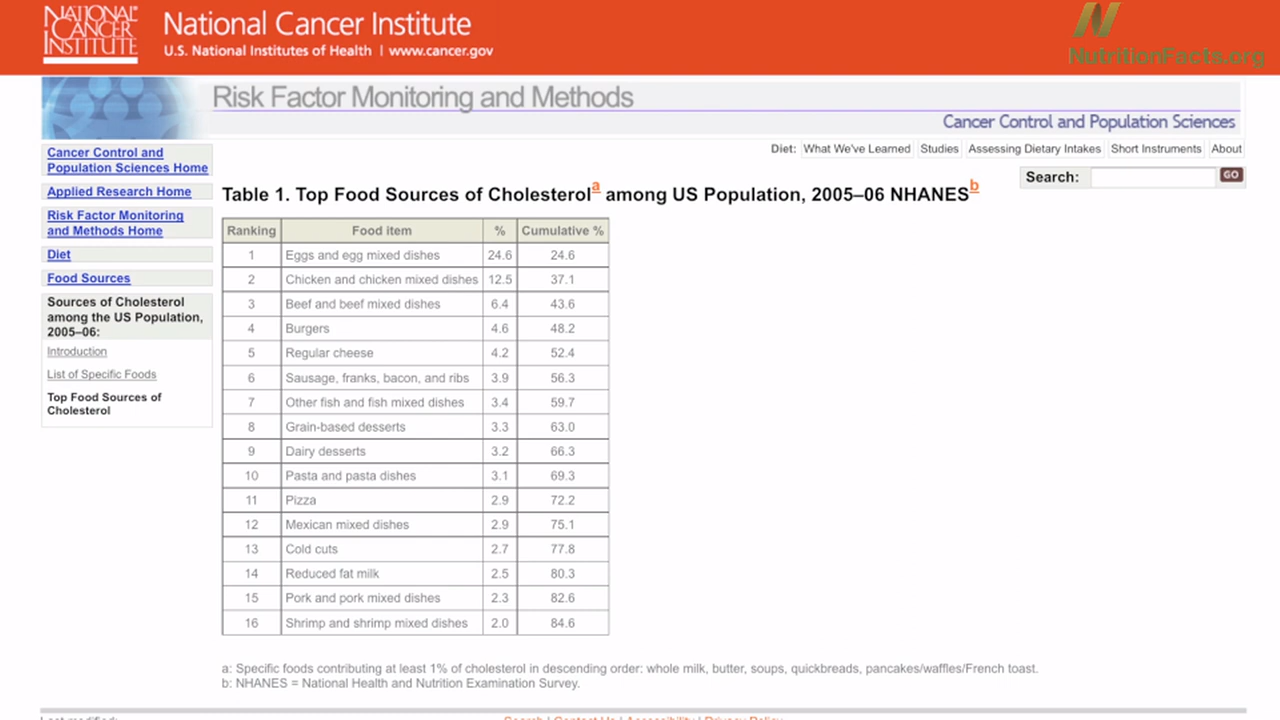 NATIONAL
CANCER
INSTITUTE
National Cancer Institute
U.S. National Institutes of Health | www.cancer.gov
NutritionFacts.org
Risk Factor Monitoring and Methods
Cancer Control and Population Sciences
Diet: What We've Learned Studies Assessing Dietary Intakes Short Instruments About
Search: GO
Cancer Control and
Population Sciences Home
Applied Research Home
Risk Factor Monitoring
and Methods Home
Diet
Food Sources
Sources of Cholesterol
among the US Population,
2005–06:
Introduction
List of Specific Foods
Top Food Sources of
Cholesterol
Table 1. Top Food Sources of Cholesterol a among US Population, 2005–06 NHANES b
Ranking Food item % Cumulative %
1 Eggs and egg mixed dishes 24.6 24.6
2 Chicken and chicken mixed dishes 12.5 37.1
3 Beef and beef mixed dishes 6.4 43.6
4 Burgers 4.6 48.2
5 Regular cheese 4.2 52.4
6 Sausage, franks, bacon, and ribs 3.9 56.3
7 Other fish and fish mixed dishes 3.4 59.7
8 Grain-based desserts 3.3 63.0
9 Dairy desserts 3.2 66.3
10 Pasta and pasta dishes 3.1 69.3
11 Pizza 2.9 72.2
12 Mexican mixed dishes 2.9 75.1
13 Cold cuts 2.7 77.8
14 Reduced fat milk 2.5 80.3
15 Pork and pork mixed dishes 2.3 82.6
16 Shrimp and shrimp mixed dishes 2.0 84.6
a: Specific foods contributing at least 1% of cholesterol in descending order: whole milk, butter, soups, quickbreads, pancakes/waffles/French toast.
b: NHANES = National Health and Nutrition Examination Survey.
Last modified:
Search | Contact Us | Accessibility | Privacy Policy